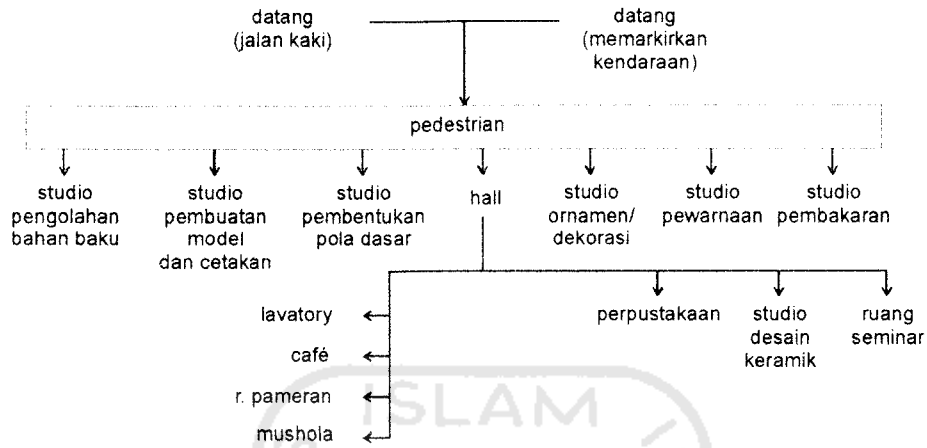 datang
(jalan kaki)
datang
(memarkirkan
kendaraan)
pedestrian
studio
pengolahan
bahan baku
studio
pembuatan
model
dan cetakan
studio
pembentukan
pola dasar
hall
studio
ornamen/
dekorasi
studio
pewarnaan
studio
pembakaran
lavatory
café
r. pameran
mushola
perpustakaan
studio
desain
keramik
ruang
seminar
ISLAM